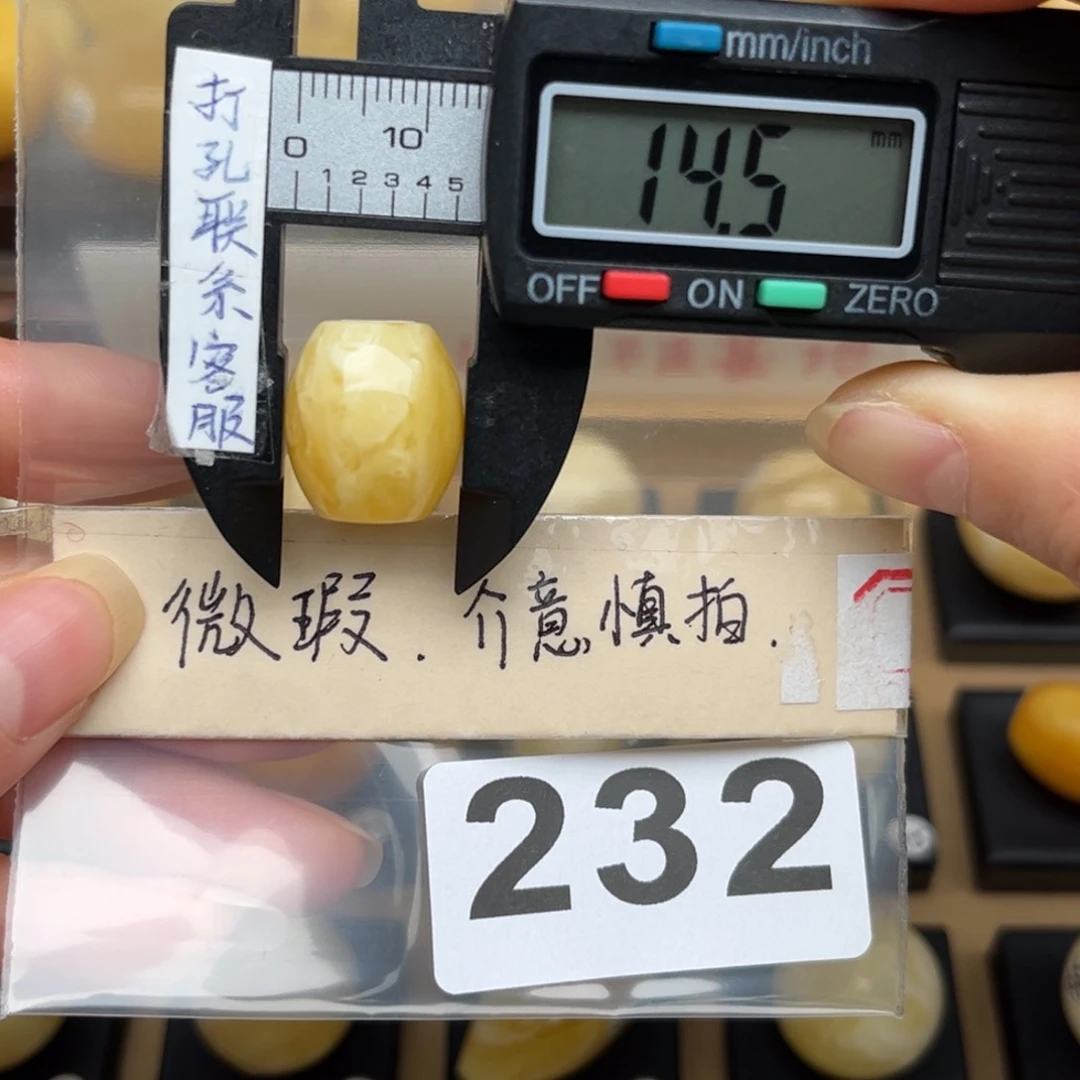 打孔联系客服
mm/inch
0 10
1 2 3 4 5
14.5 mm
OFF ON ZERO
微瑕. 介意慎拍.
232